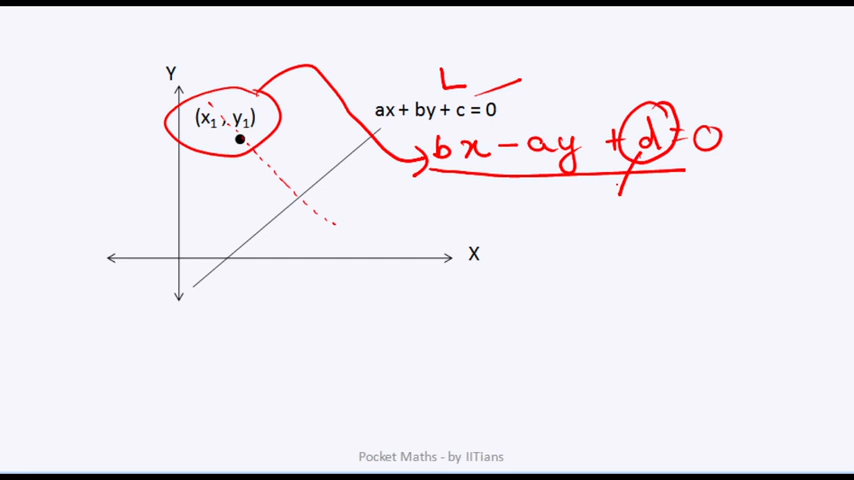 Y
L
(x₁, y₁)
ax + by + c = 0
bx - ay + d = 0
X
Pocket Maths - by IITians